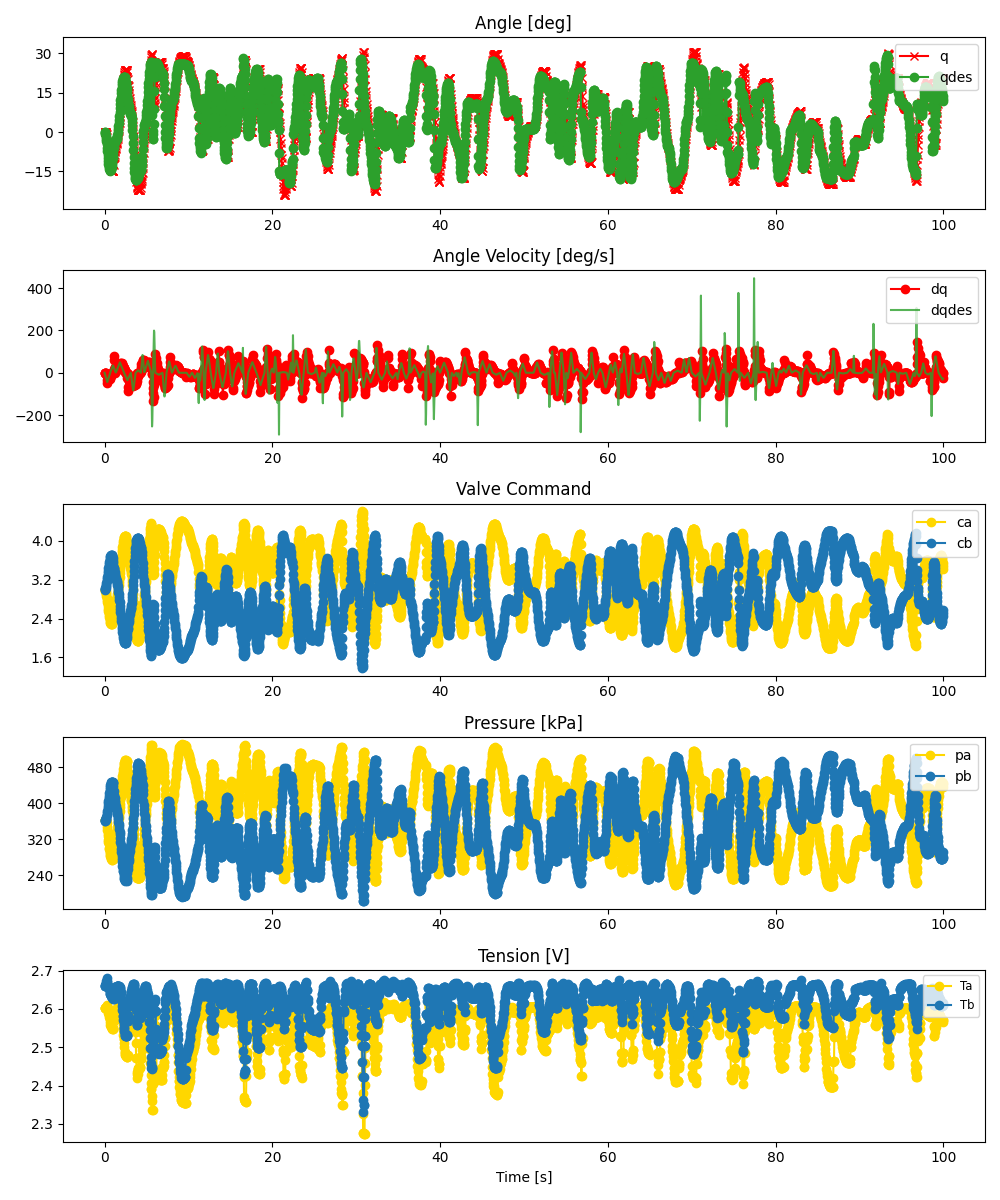 Angle [deg]
30
15
0
−15
q
qdes
0 20 40 60 80 100
Angle Velocity [deg/s]
400
200
0
−200
dq
dqdes
0 20 40 60 80 100
Valve Command
4.0
3.2
2.4
1.6
ca
cb
0 20 40 60 80 100
Pressure [kPa]
480
400
320
240
pa
pb
0 20 40 60 80 100
Tension [V]
2.7
2.6
2.5
2.4
2.3
Ta
Tb
0 20 40 60 80 100
Time [s]